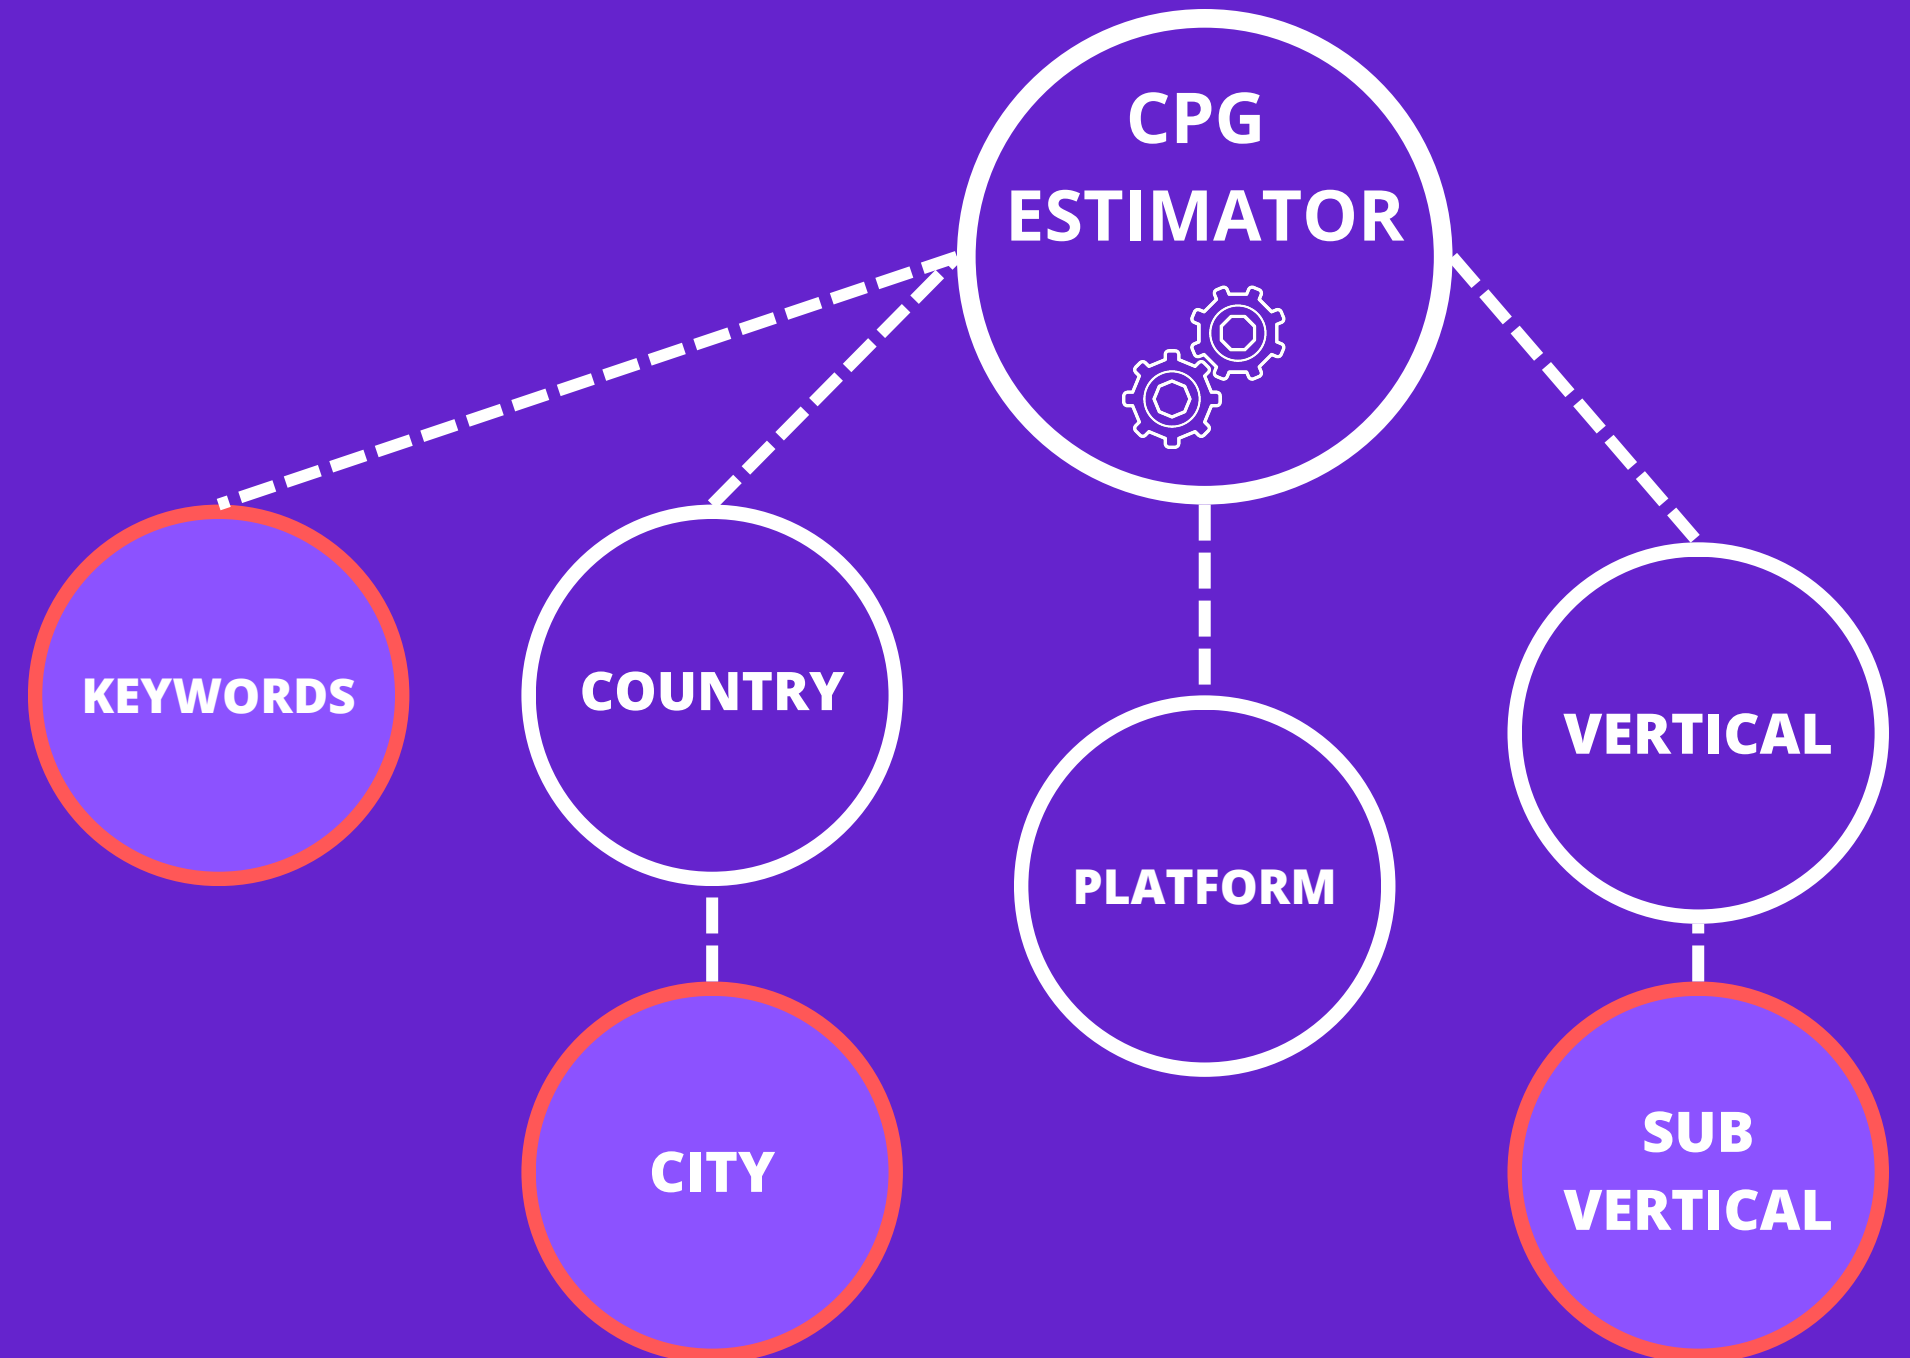 CPG
ESTIMATOR
KEYWORDS
COUNTRY
PLATFORM
VERTICAL
CITY
SUB
VERTICAL